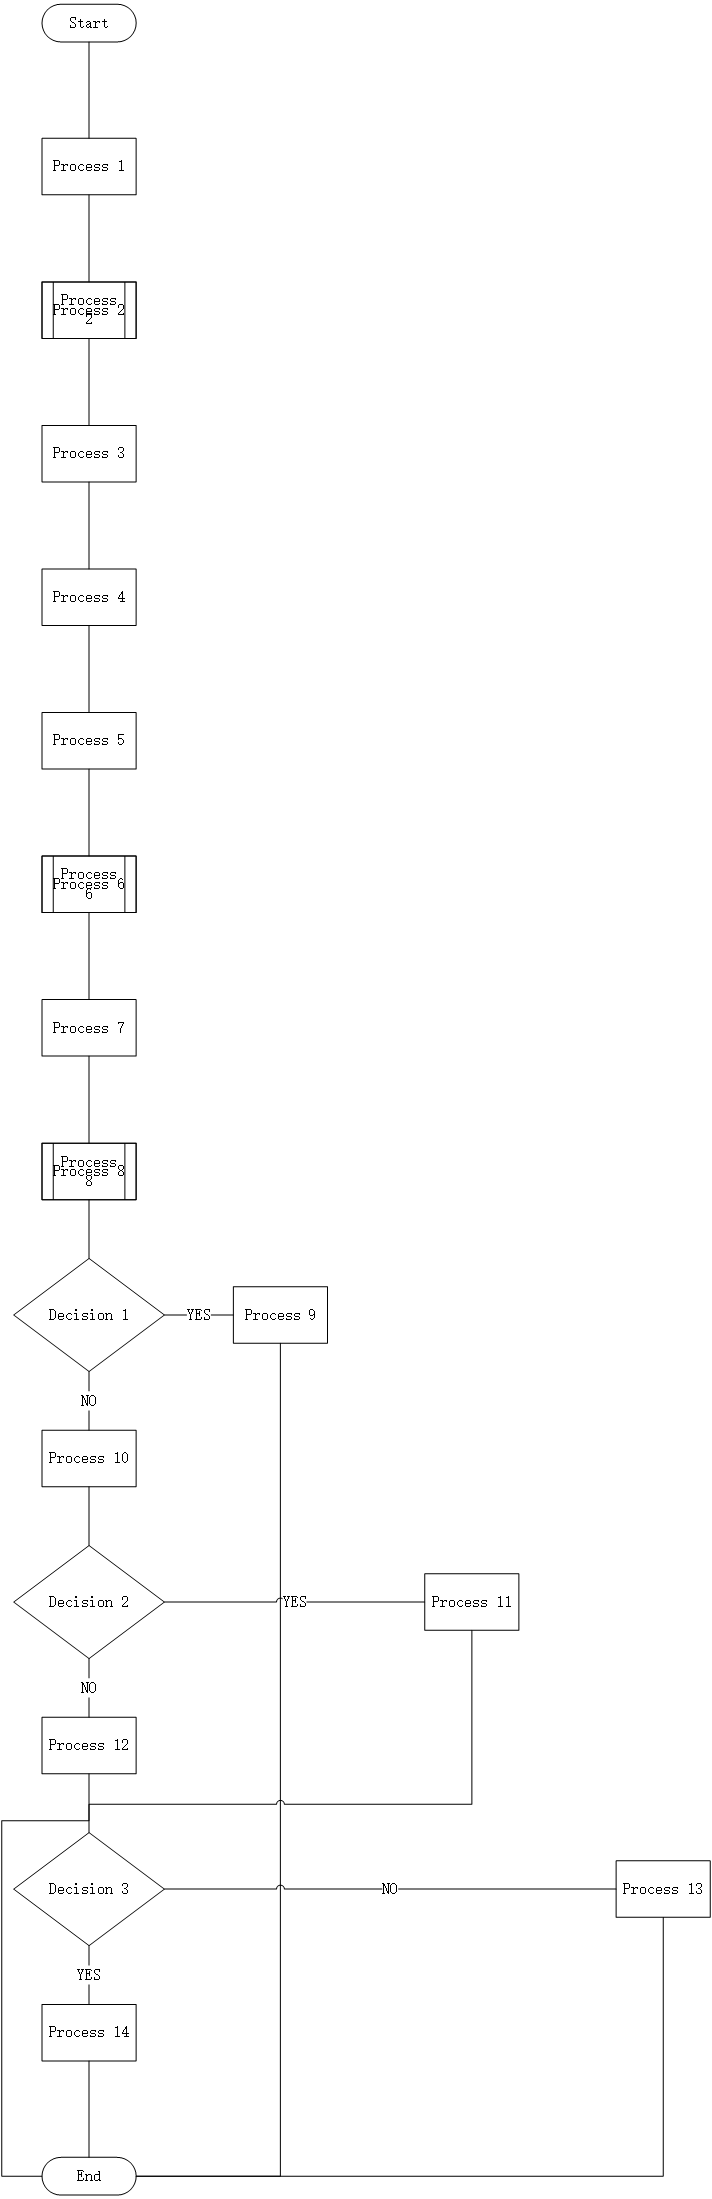 Start
Process 1
Process
Process 2
2
Process 3
Process 4
Process 5
Process
Process 6
6
Process 7
Process
Process 8
8
Decision 1
YES
Process 9
NO
Process 10
Decision 2
YES
Process 11
NO
Process 12
Decision 3
NO
Process 13
YES
Process 14
End